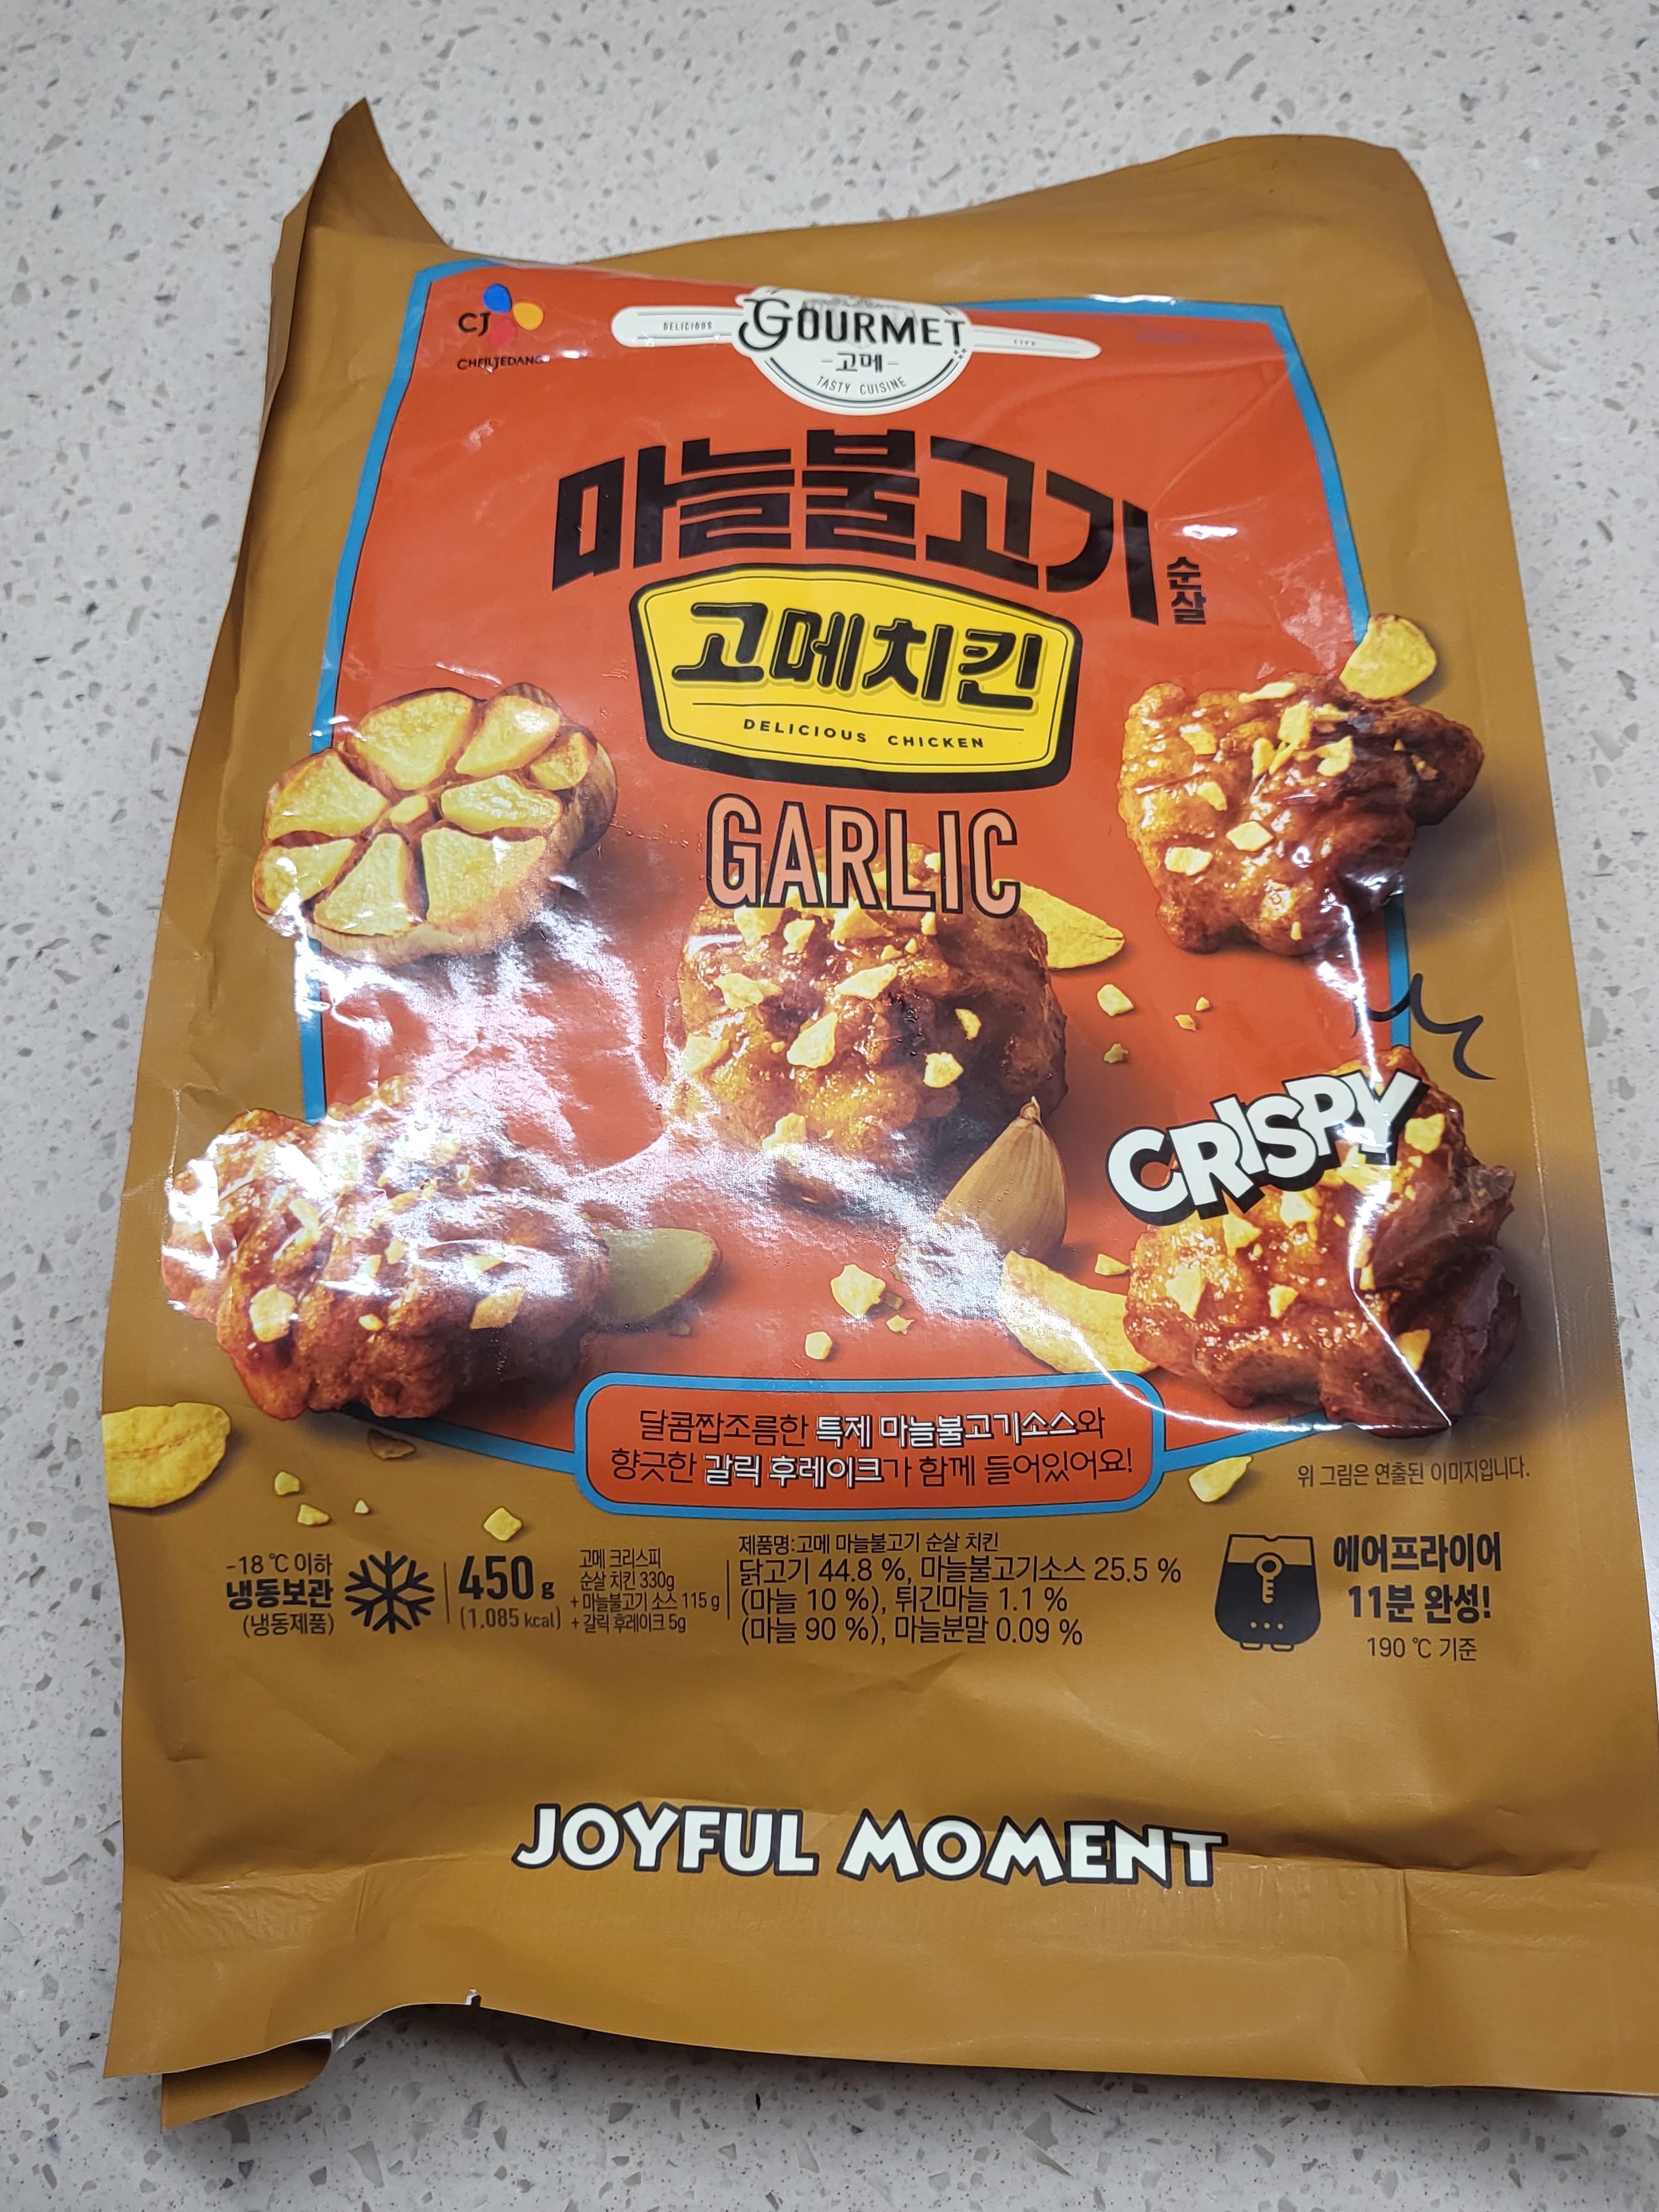 CJ
CHEILJEDANG
DELICIOUS
GOURMET
LIFE
고메
TASTY CUISINE
마늘불고기
순살
고메치킨
DELICIOUS CHICKEN
GARLIC
CRISPY
달콤짭조름한 특제 마늘불고기소스와
향긋한 갈릭 후레이크가 함께 들어있어요!
위 그림은 연출된 이미지입니다.
-18 ℃ 이하
냉동보관
(냉동제품)
450 g
(1,085 kcal)
고메 크리스피
순살 치킨 330g
+ 마늘불고기 소스 115 g
+ 갈릭 후레이크 5g
제품명:고메 마늘불고기 순살 치킨
닭고기 44.8 %, 마늘불고기소스 25.5 %
(마늘 10 %), 튀긴마늘 1.1 %
(마늘 90 %), 마늘분말 0.09 %
에어프라이어
11분 완성!
190 ℃ 기준
JOYFUL MOMENT